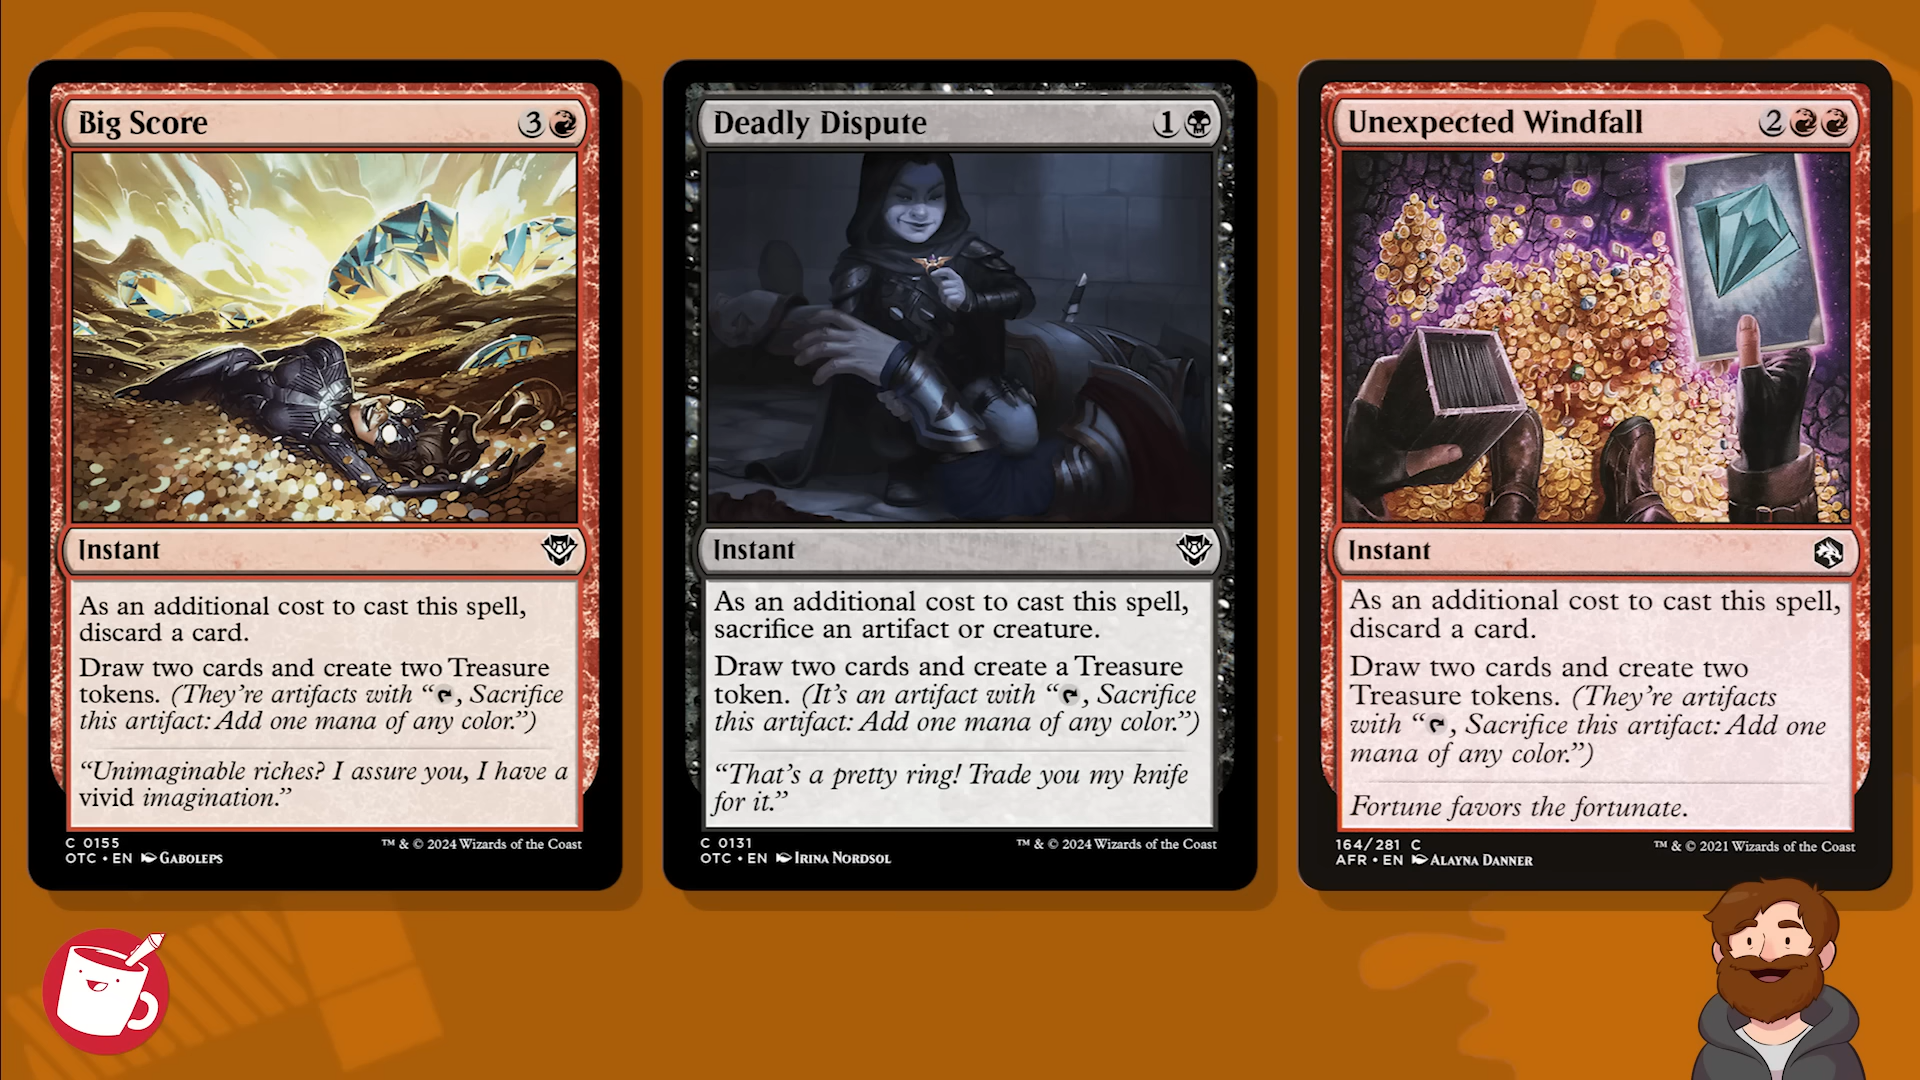 Big Score 3
Instant
As an additional cost to cast this spell,
discard a card.
Draw two cards and create two Treasure
tokens. (They're artifacts with “, Sacrifice
this artifact: Add one mana of any color.”)
“Unimaginable riches? I assure you, I have a
vivid imagination.”
C 0155
OTC • EN GABOLEPS
™ & © 2024 Wizards of the Coast
Deadly Dispute 1
Instant
As an additional cost to cast this spell,
sacrifice an artifact or creature.
Draw two cards and create a Treasure
token. (It's an artifact with “, Sacrifice
this artifact: Add one mana of any color.”)
“That's a pretty ring! Trade you my knife
for it.”
C 0131
OTC • EN IRINA NORDSOL
™ & © 2024 Wizards of the Coast
Unexpected Windfall 2
Instant
As an additional cost to cast this spell,
discard a card.
Draw two cards and create two
Treasure tokens. (They're artifacts
with “, Sacrifice this artifact: Add one
mana of any color.”)
Fortune favors the fortunate.
164/281 C
AFR • EN ALAYNA DANNER
™ & © 2021 Wizards of the Coast